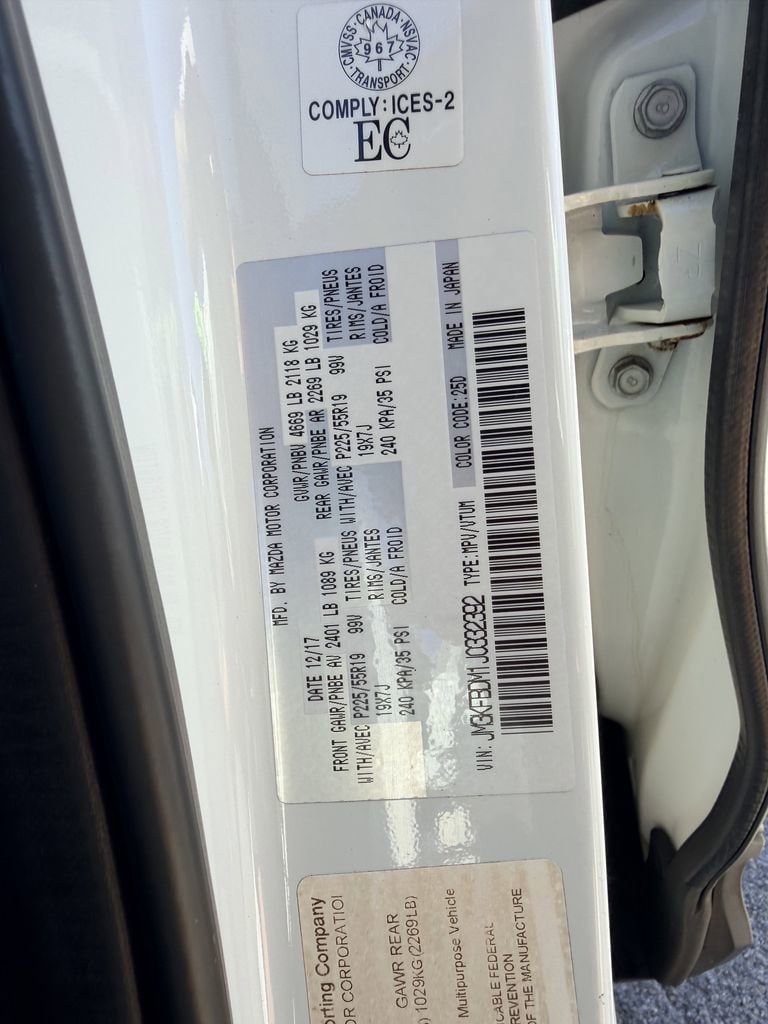 CMVSS · CANADA · NSVAC · TRANSPORT
967
COMPLY:ICES-2
EC
MFD. BY MAZDA MOTOR CORPORATION
DATE 12/17 GVWR/PNBV 4669 LB 2118 KG
FRONT GAWR/PNBE AV 2401 LB 1089 KG REAR GAWR/PNBE AR 2269 LB 1029 KG
WITH/AVEC P225/55R19 99V TIRES/PNEUS WITH/AVEC P225/55R19 99V TIRES/PNEUS
19X7J RIMS/JANTES 19X7J RIMS/JANTES
240 KPA/35 PSI COLD/A FROID 240 KPA/35 PSI COLD/A FROID
COLOR CODE:25D MADE IN JAPAN
VIN: JM3KFBDM1J0332392 TYPE:MPV/VTUM
orting Company
OR CORPORATIO
GAWR REAR
) 1029KG (2269LB)
Multipurpose Vehicle
CABLE FEDERAL
REVENTION
OF THE MANUFACTURE